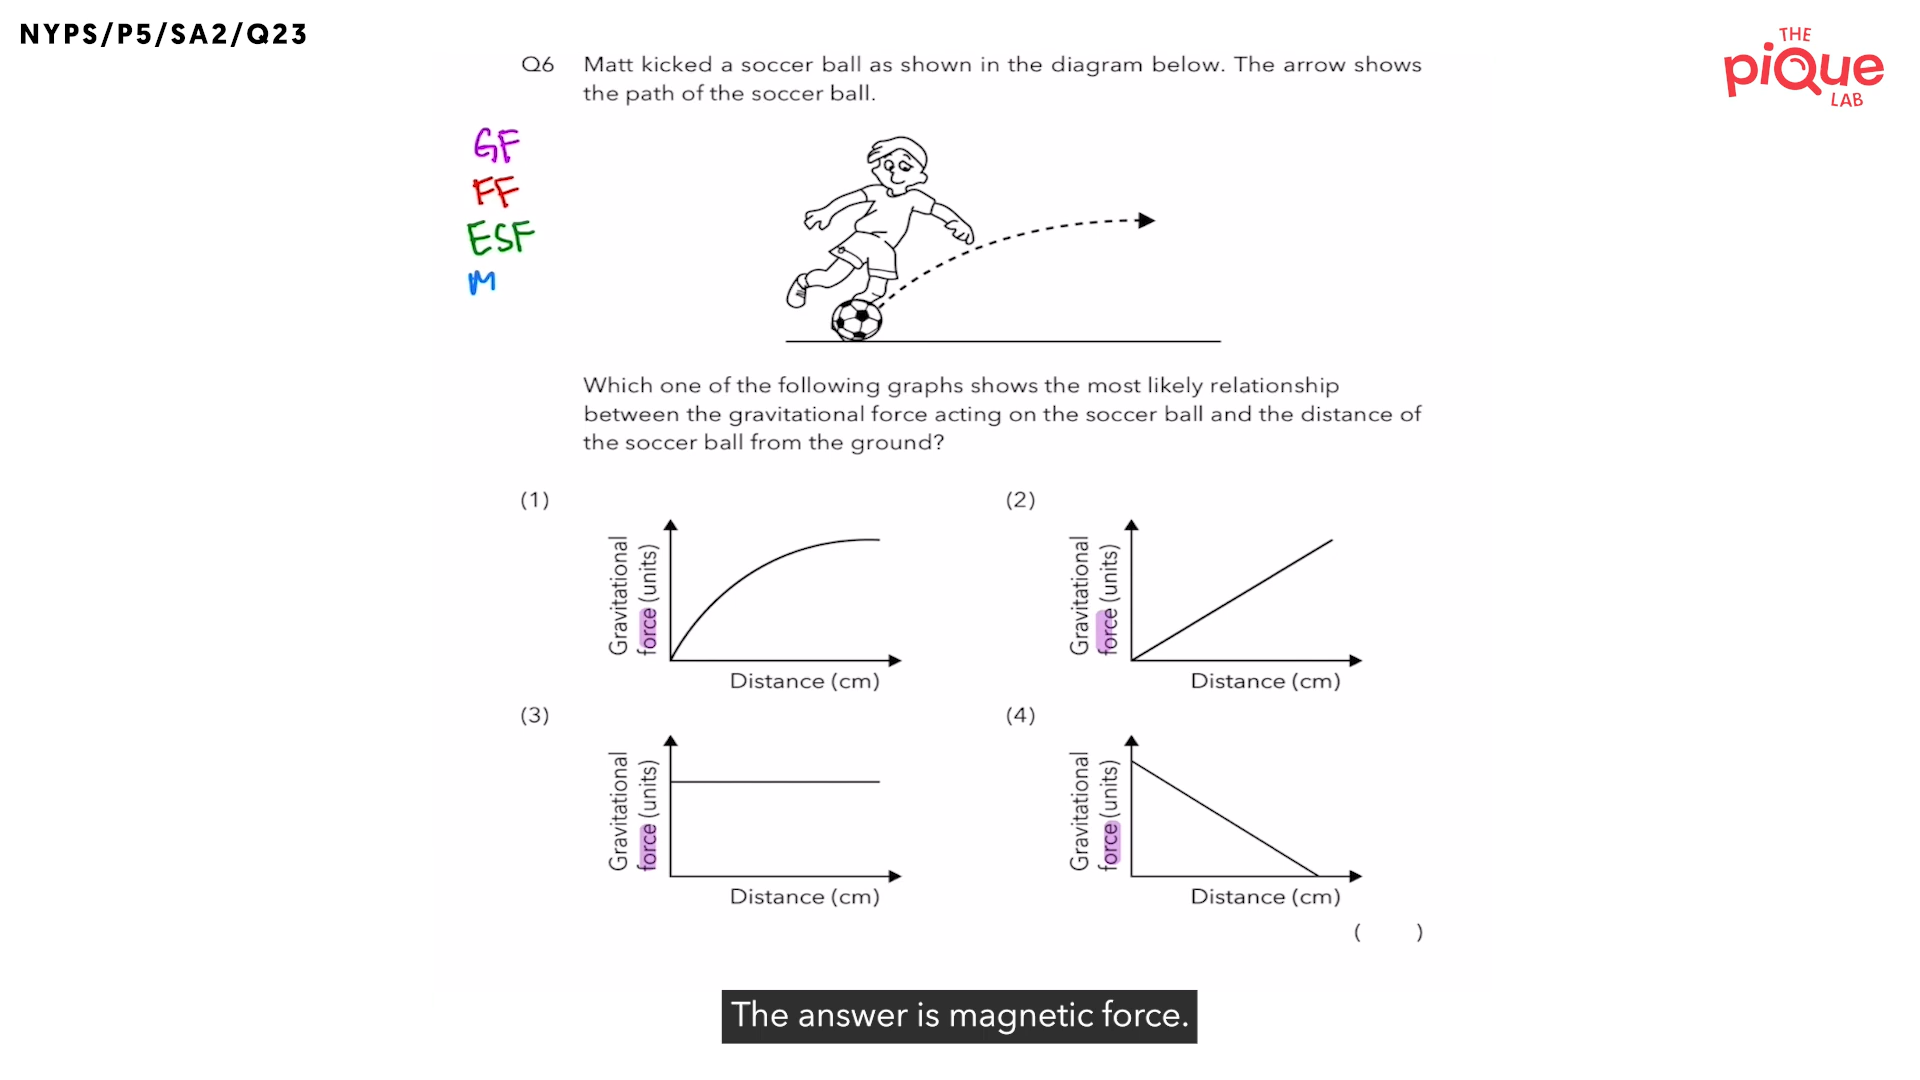 NYPS/P5/SA2/Q23
THE
piQue
LAB
Q6 Matt kicked a soccer ball as shown in the diagram below. The arrow shows
the path of the soccer ball.
GF
FF
ESF
M
Which one of the following graphs shows the most likely relationship
between the gravitational force acting on the soccer ball and the distance of
the soccer ball from the ground?
(1)
Gravitational
force (units)
Distance (cm)
(2)
Gravitational
force (units)
Distance (cm)
(3)
Gravitational
force (units)
Distance (cm)
(4)
Gravitational
force (units)
Distance (cm)
( )
The answer is magnetic force.